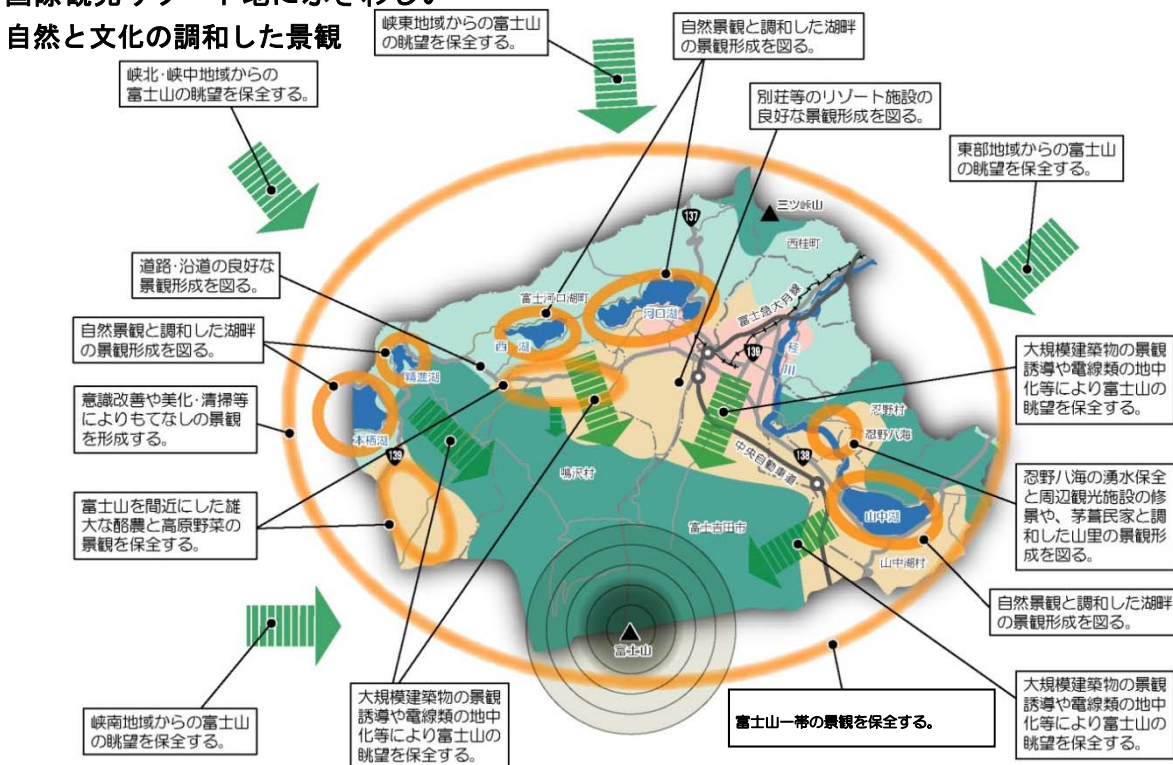 国際観光リゾート地にふさわしい
自然と文化の調和した景観
峡東地域からの富士山
の眺望を保全する。
自然景観と調和した湖畔
の景観形成を図る。
峡北・峡中地域からの
富士山の眺望を保全する。
別荘等のリゾート施設の
良好な景観形成を図る。
東部地域からの富士山
の眺望を保全する。
137
三ツ峠山
西桂町
道路・沿道の良好な
景観形成を図る。
富士河口湖町
富士急大月線
河口湖
西湖
139
桂川
自然景観と調和した湖畔
の景観形成を図る。
精進湖
大規模建築物の景観
誘導や電線類の地中
化等により富士山の
眺望を保全する。
意識改善や美化・清掃等
によりもてなしの景観
を形成する。
本栖湖
139
忍野村
忍野八海
中央自動車道
138
鳴沢村
富士山を間近にした雄
大な酪農と高原野菜の
景観を保全する。
忍野八海の湧水保全
と周辺観光施設の修
景や、茅葺民家と調
和した山里の景観形
成を図る。
山中湖
富士吉田市
山中湖村
自然景観と調和した湖畔
の景観形成を図る。
富士山
峡南地域からの富士山
の眺望を保全する。
大規模建築物の景観
誘導や電線類の地中
化等により富士山の
眺望を保全する。
富士山一帯の景観を保全する。
大規模建築物の景観
誘導や電線類の地中
化等により富士山の
眺望を保全する。